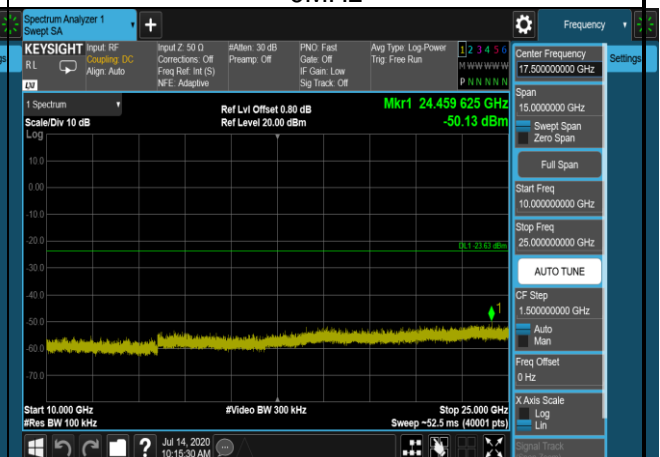 Spectrum Analyzer 1
Swept SA
Frequency
KEYSIGHT
RL
LXI
Input: RF
Coupling: DC
Align: Auto
Input Z: 50 Ω
Corrections: Off
Freq Ref: Int (S)
NFE: Adaptive
#Atten: 30 dB
Preamp: Off
PNO: Fast
Gate: Off
IF Gain: Low
Sig Track: Off
Avg Type: Log-Power
Trig: Free Run
1 2 3 4 5 6
M W W W W W
P N N N N N
Center Frequency
17.500000000 GHz
Settings
Span
15.0000000 GHz
Swept Span
Zero Span
Full Span
Start Freq
10.000000000 GHz
Stop Freq
25.000000000 GHz
AUTO TUNE
CF Step
1.500000000 GHz
Auto
Man
Freq Offset
0 Hz
X Axis Scale
Log
Lin
Signal Track
1 Spectrum
Scale/Div 10 dB
Log
Ref Lvl Offset 0.80 dB
Ref Level 20.00 dBm
Mkr1 24.459 625 GHz
-50.13 dBm
10.0
0.00
-10.0
-20.0
DL1 -23.63 dBm
-30.0
-40.0
1
-50.0
-60.0
-70.0
Start 10.000 GHz
#Video BW 300 kHz
Stop 25.000 GHz
#Res BW 100 kHz
Sweep ~52.5 ms (40001 pts)
?
Jul 14, 2020
10:15:30 AM